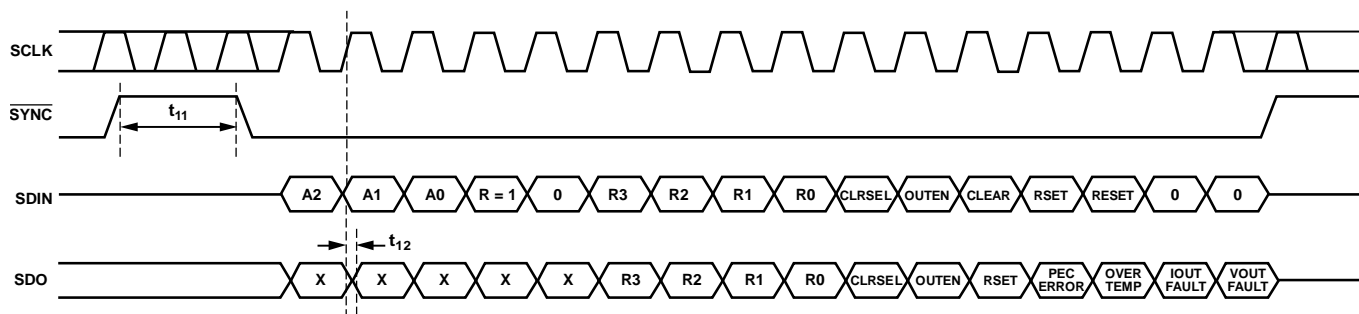 SCLK
SYNC
t11
SDIN
A2 A1 A0 R = 1 0 R3 R2 R1 R0 CLRSEL OUTEN CLEAR RSET RESET 0 0
t12
SDO
X X X X X R3 R2 R1 R0 CLRSEL OUTEN RSET PEC ERROR OVER TEMP IOUT FAULT VOUT FAULT